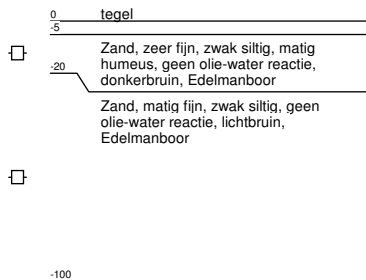 0 tegel
-5
Zand, zeer fijn, zwak siltig, matig
humeus, geen olie-water reactie,
-20
donkerbruin, Edelmanboor
Zand, matig fijn, zwak siltig, geen
olie-water reactie, lichtbruin,
Edelmanboor
-100